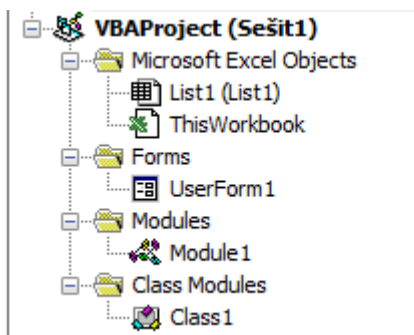 VBAProject (Sešit1)
Microsoft Excel Objects
List1 (List1)
ThisWorkbook
Forms
UserForm1
Modules
Module1
Class Modules
Class1